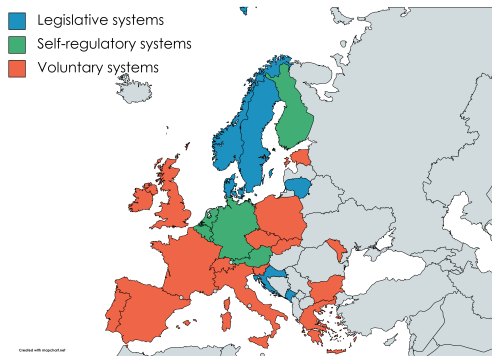 Legislative systems
Self-regulatory systems
Voluntary systems
Created with mapchart.net